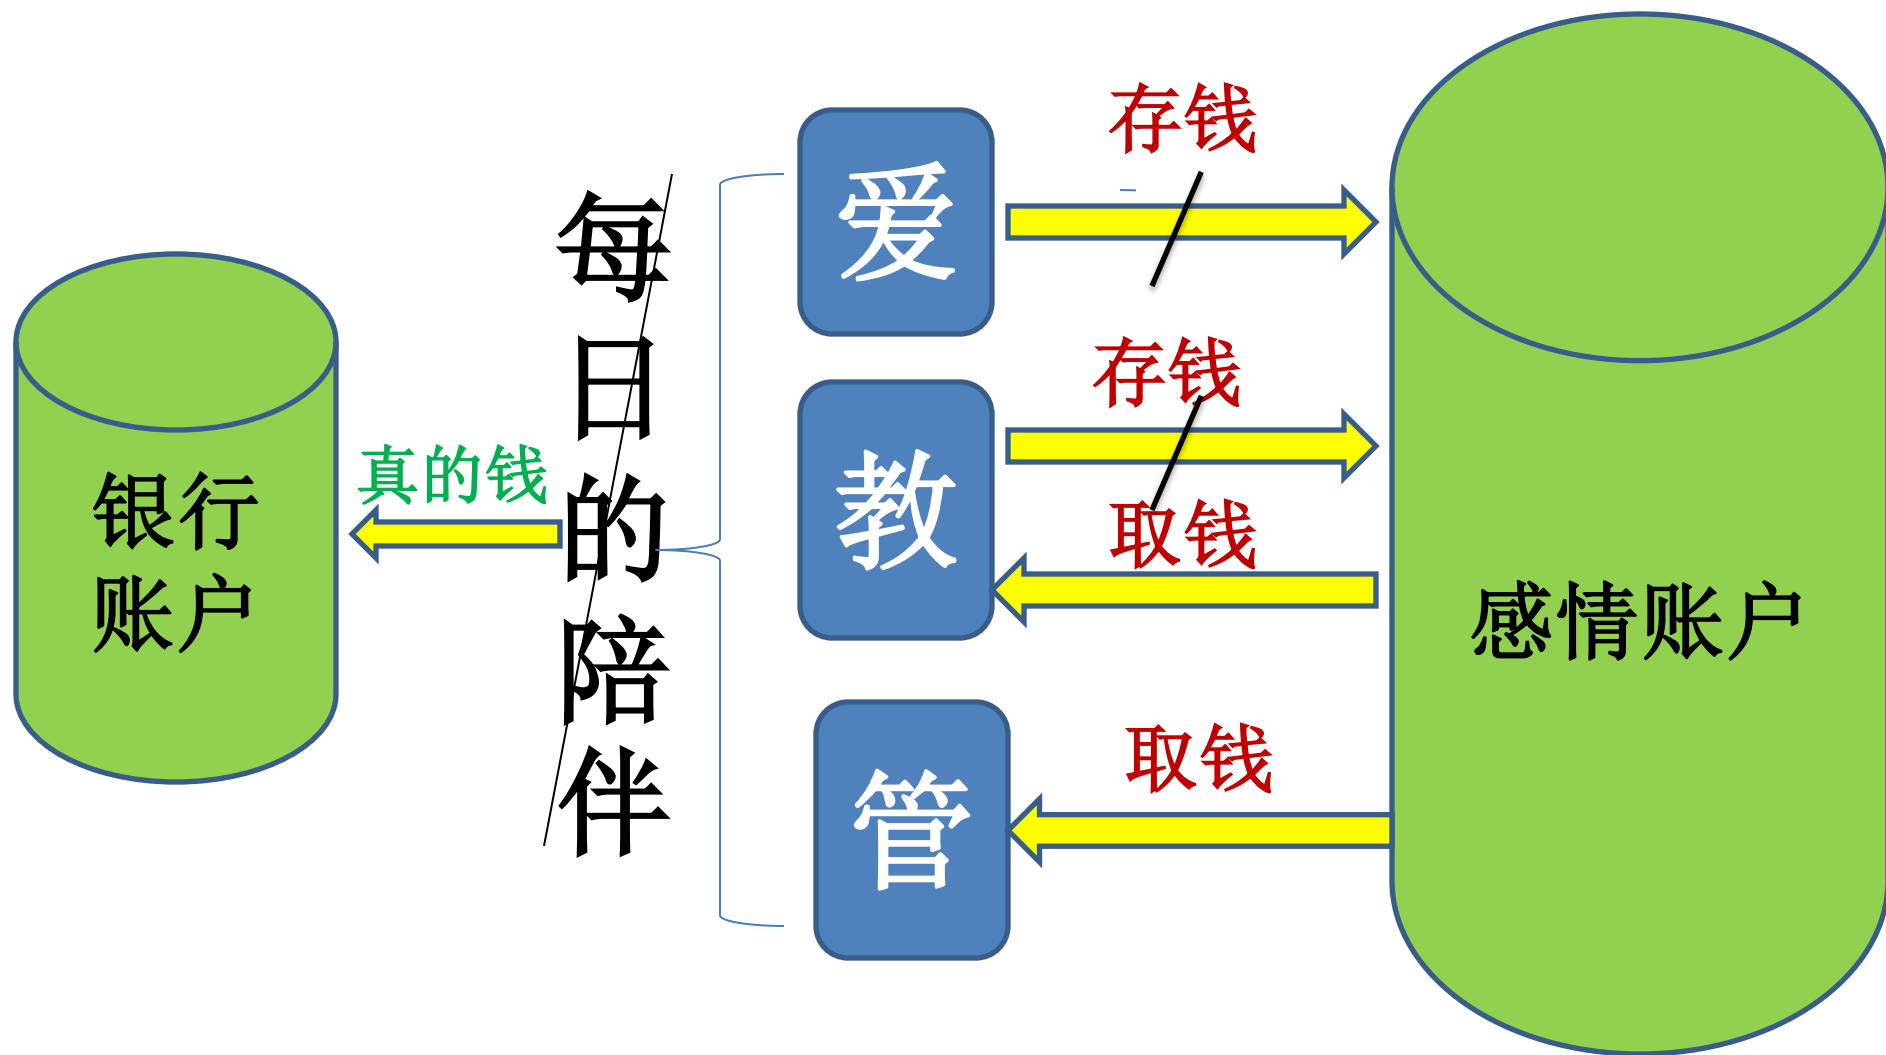 银行
账户
真的钱
每日的陪伴
爱
教
管
存钱
存钱
取钱
取钱
感情账户